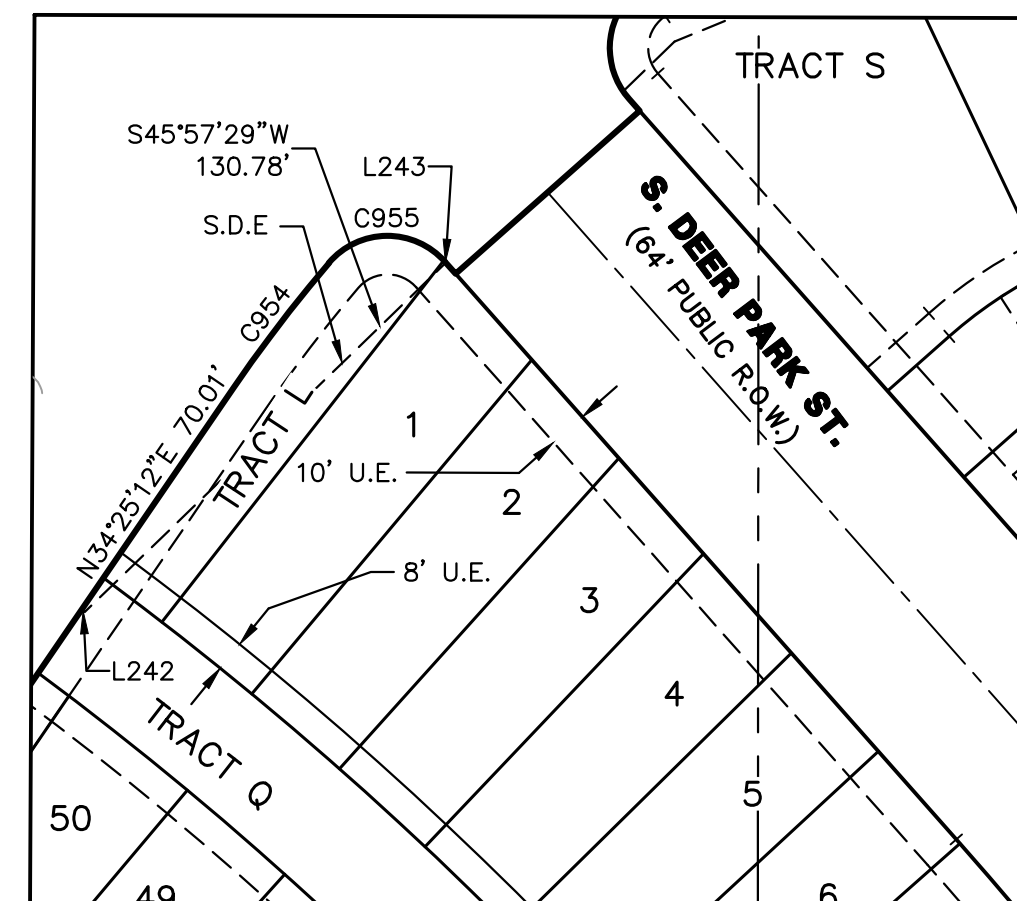 TRACT S
S45°57'29"W
130.78'
L243
C955
S.D.E
S. DEER PARK ST.
(64' PUBLIC R.O.W.)
C954
N34°25'12"E 70.01'
TRACT L
1
10' U.E.
2
8' U.E.
3
L242
4
TRACT Q
5
50
49
6